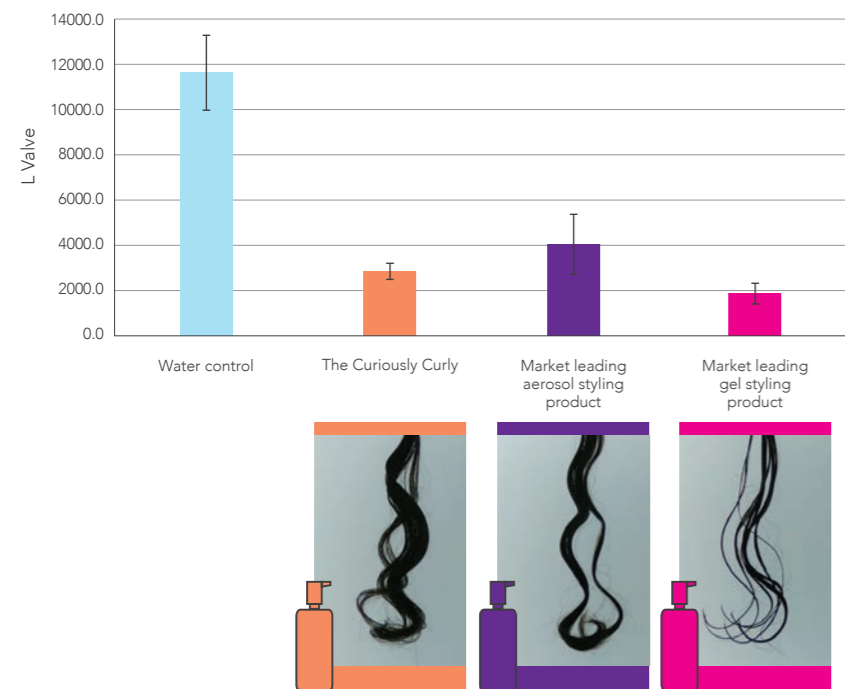 14000.0
12000.0
10000.0
8000.0
6000.0
4000.0
2000.0
0.0
L Valve
Water control
The Curiously Curly
Market leading
aerosol styling
product
Market leading
gel styling
product